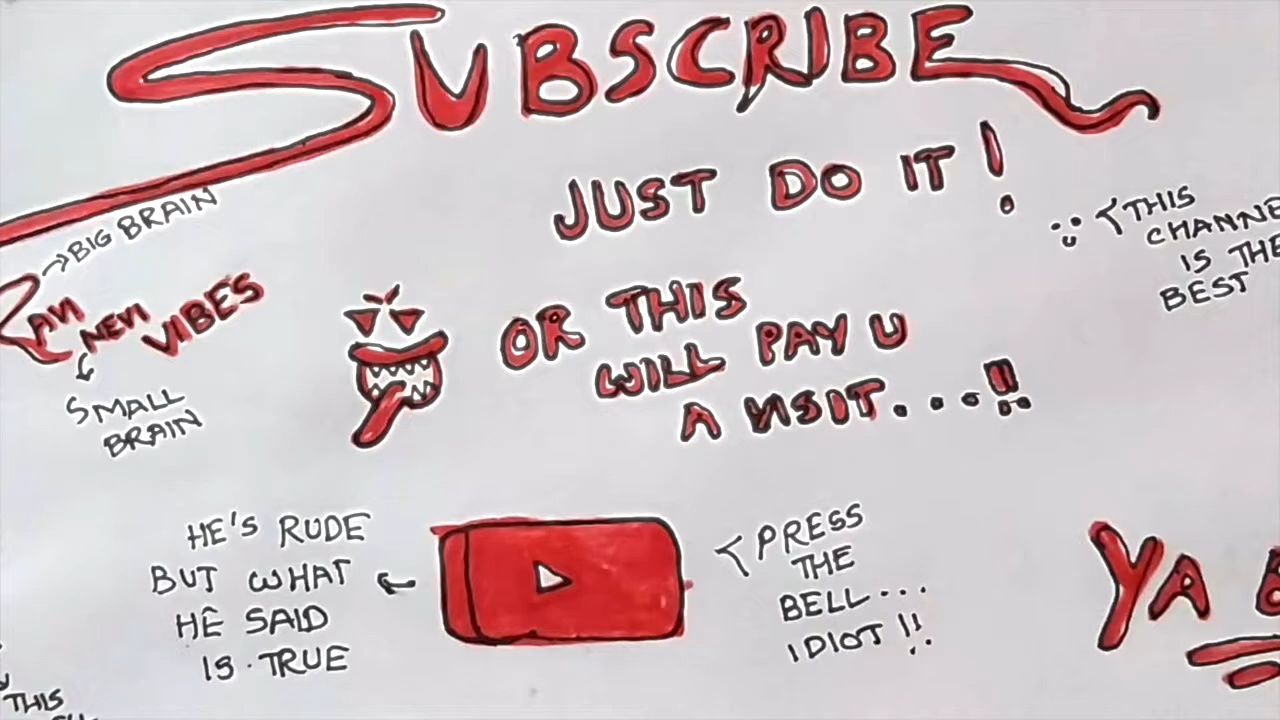 SUBSCRIBE
JUST DO IT!
BIG BRAIN
RAVI NEVI VIBES
SMALL
BRAIN
THIS
CHANNE
IS THE
BEST
OR THIS
WILL PAY U
A VISIT...!!
HE'S RUDE
BUT WHAT
HE SAID
IS TRUE
PRESS
THE
BELL...
IDIOT!!
YA B
THIS